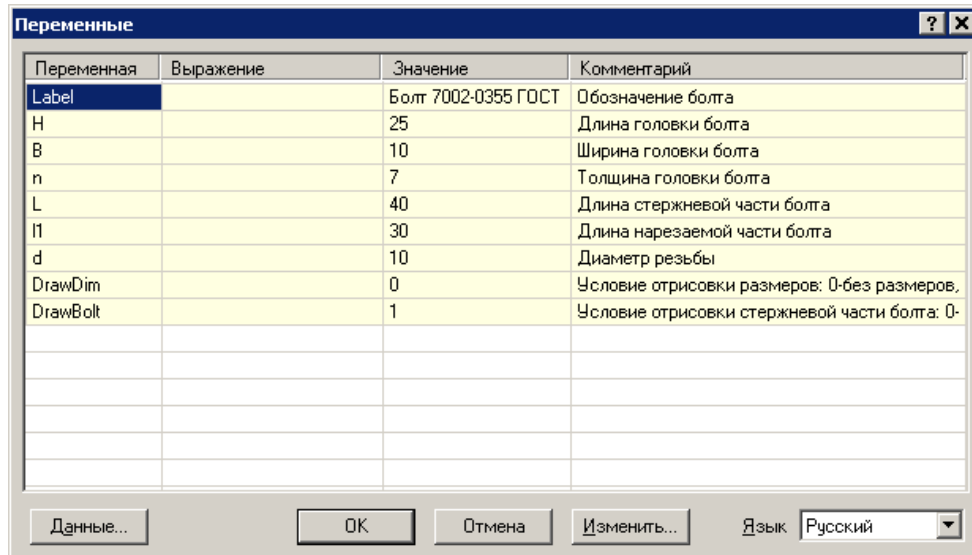 Переменные
Переменная Выражение Значение Комментарий
Label Болт 7002-0355 ГОСТ Обозначение болта
H 25 Длина головки болта
B 10 Ширина головки болта
n 7 Толщина головки болта
L 40 Длина стержневой части болта
l1 30 Длина нарезаемой части болта
d 10 Диаметр резьбы
DrawDim 0 Условие отрисовки размеров: 0-без размеров,
DrawBolt 1 Условие отрисовки стержневой части болта: 0-
Данные... OK Отмена Изменить... Язык Русский